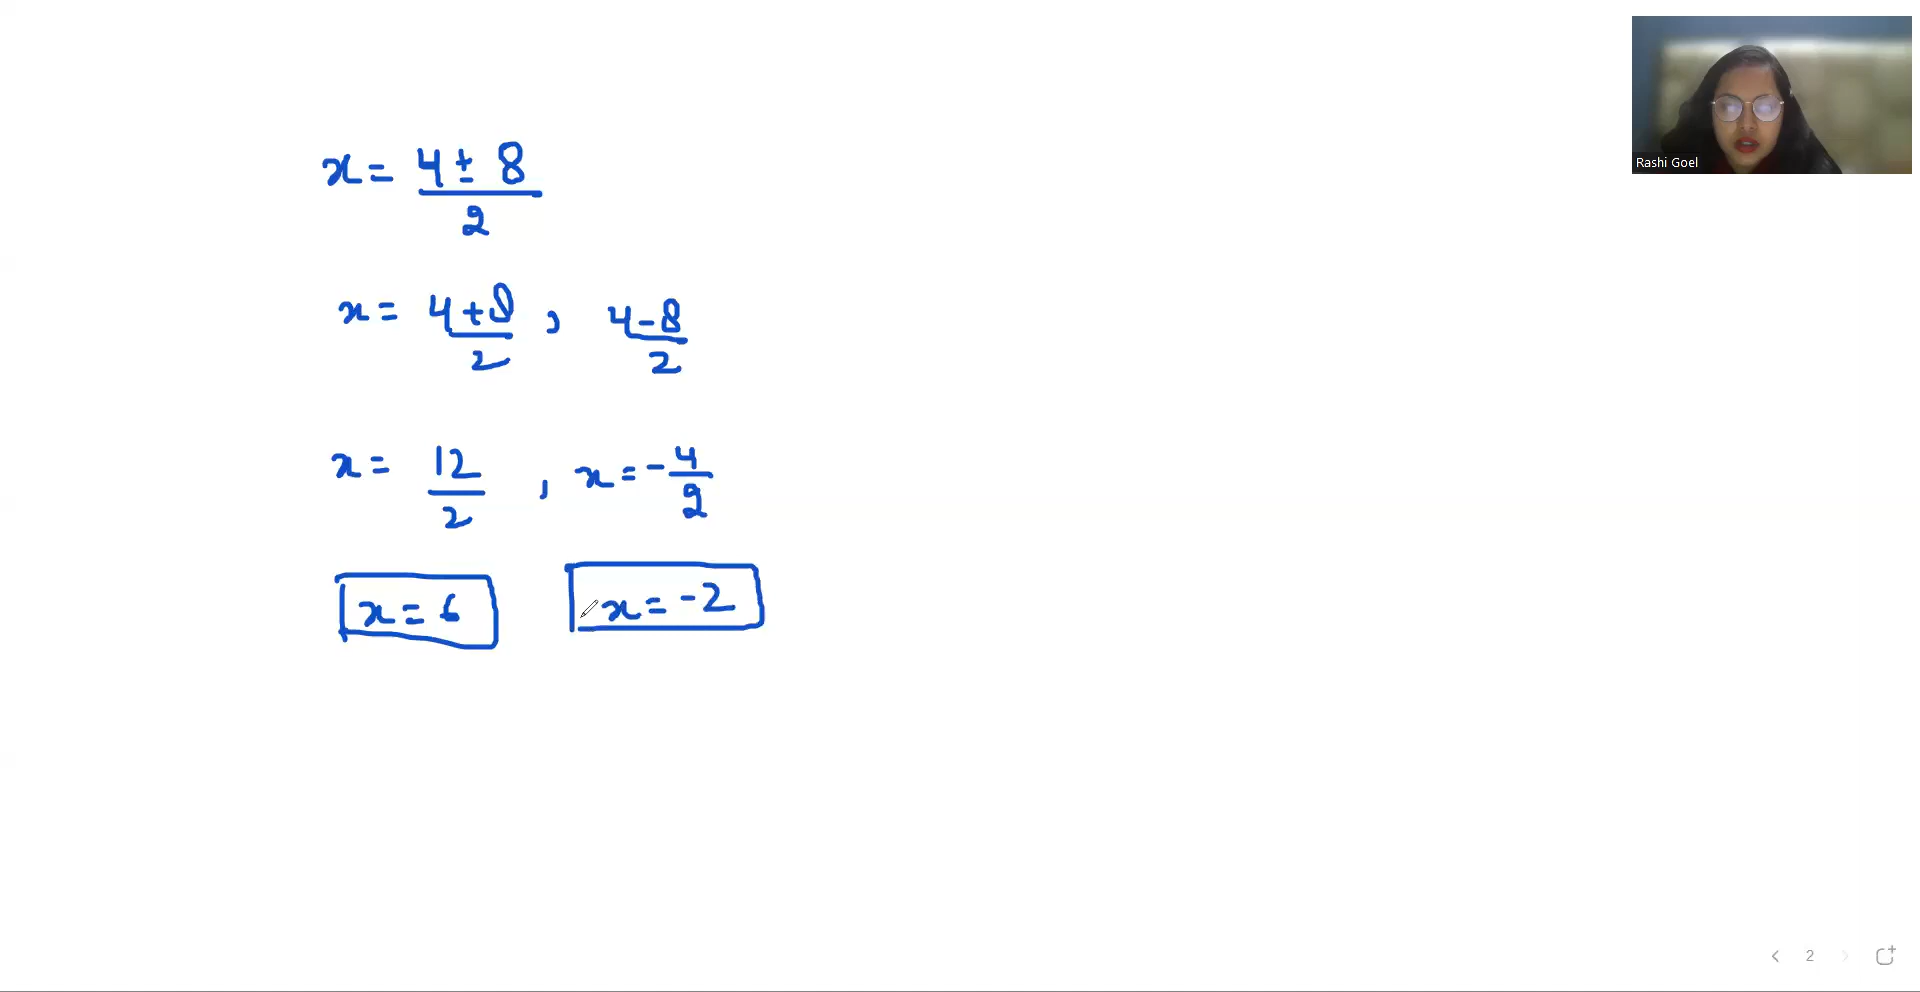 x = 4 ± 8 / 2
x = 4 + 8 / 2 , 4 - 8 / 2
x = 12 / 2 , x = - 4 / 2
x = 6 x = -2
Rashi Goel
2